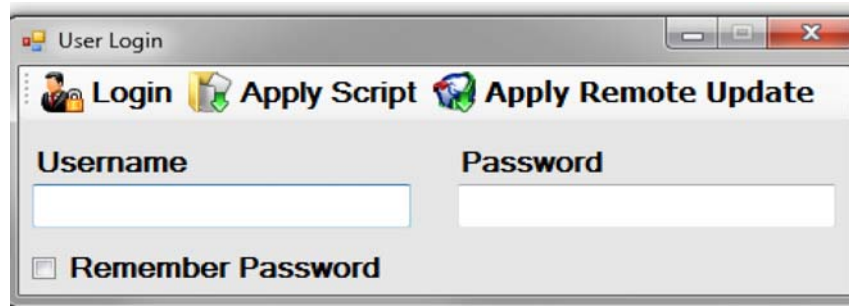 User Login
Login Apply Script Apply Remote Update
Username Password
Remember Password